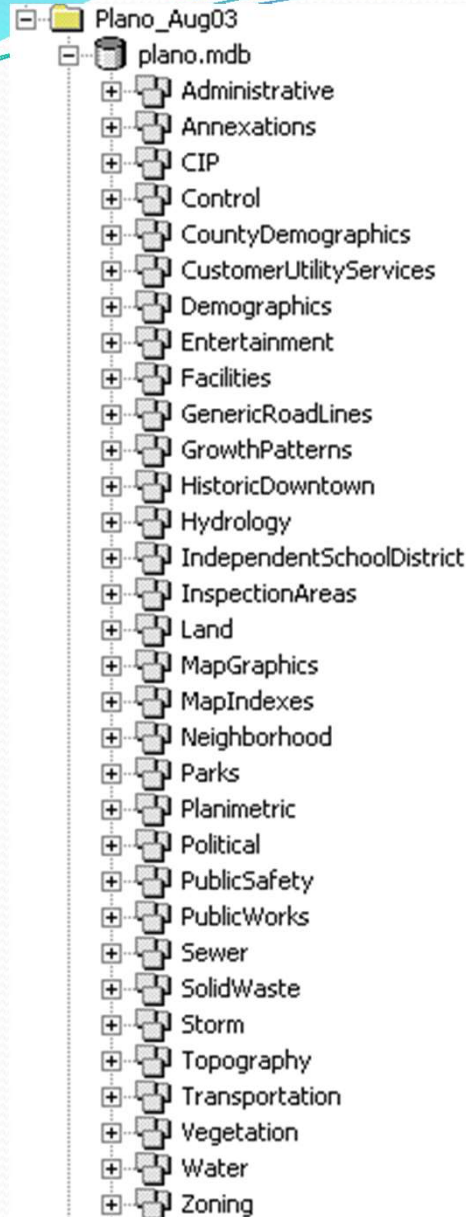 Plano_Aug03
plano.mdb
Administrative
Annexations
CIP
Control
CountyDemographics
CustomerUtilityServices
Demographics
Entertainment
Facilities
GenericRoadLines
GrowthPatterns
HistoricDowntown
Hydrology
IndependentSchoolDistrict
InspectionAreas
Land
MapGraphics
MapIndexes
Neighborhood
Parks
Planimetric
Political
PublicSafety
PublicWorks
Sewer
SolidWaste
Storm
Topography
Transportation
Vegetation
Water
Zoning